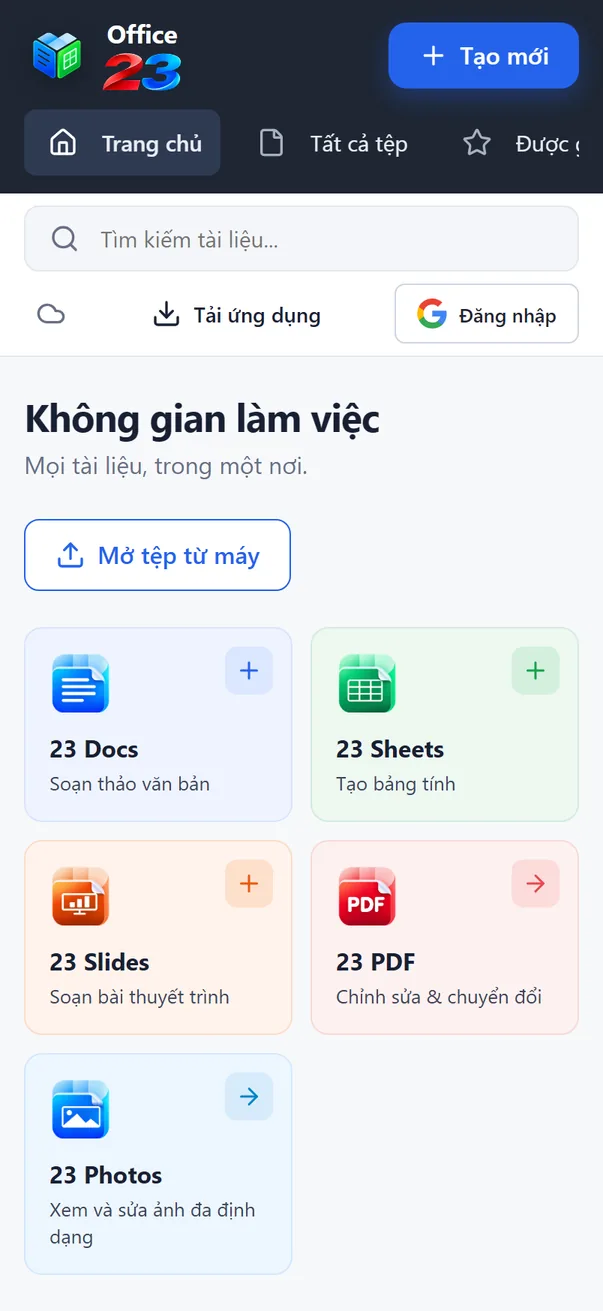 Office
23
Tạo mới
Trang chủ
Tất cả tệp
Được
Tìm kiếm tài liệu...
Tải ứng dụng
Đăng nhập
Không gian làm việc
Mọi tài liệu, trong một nơi.
Mở tệp từ máy
23 Docs
Soạn thảo văn bản
23 Sheets
Tạo bảng tính
23 Slides
Soạn bài thuyết trình
PDF
23 PDF
Chỉnh sửa & chuyển đổi
23 Photos
Xem và sửa ảnh đa định
dạng